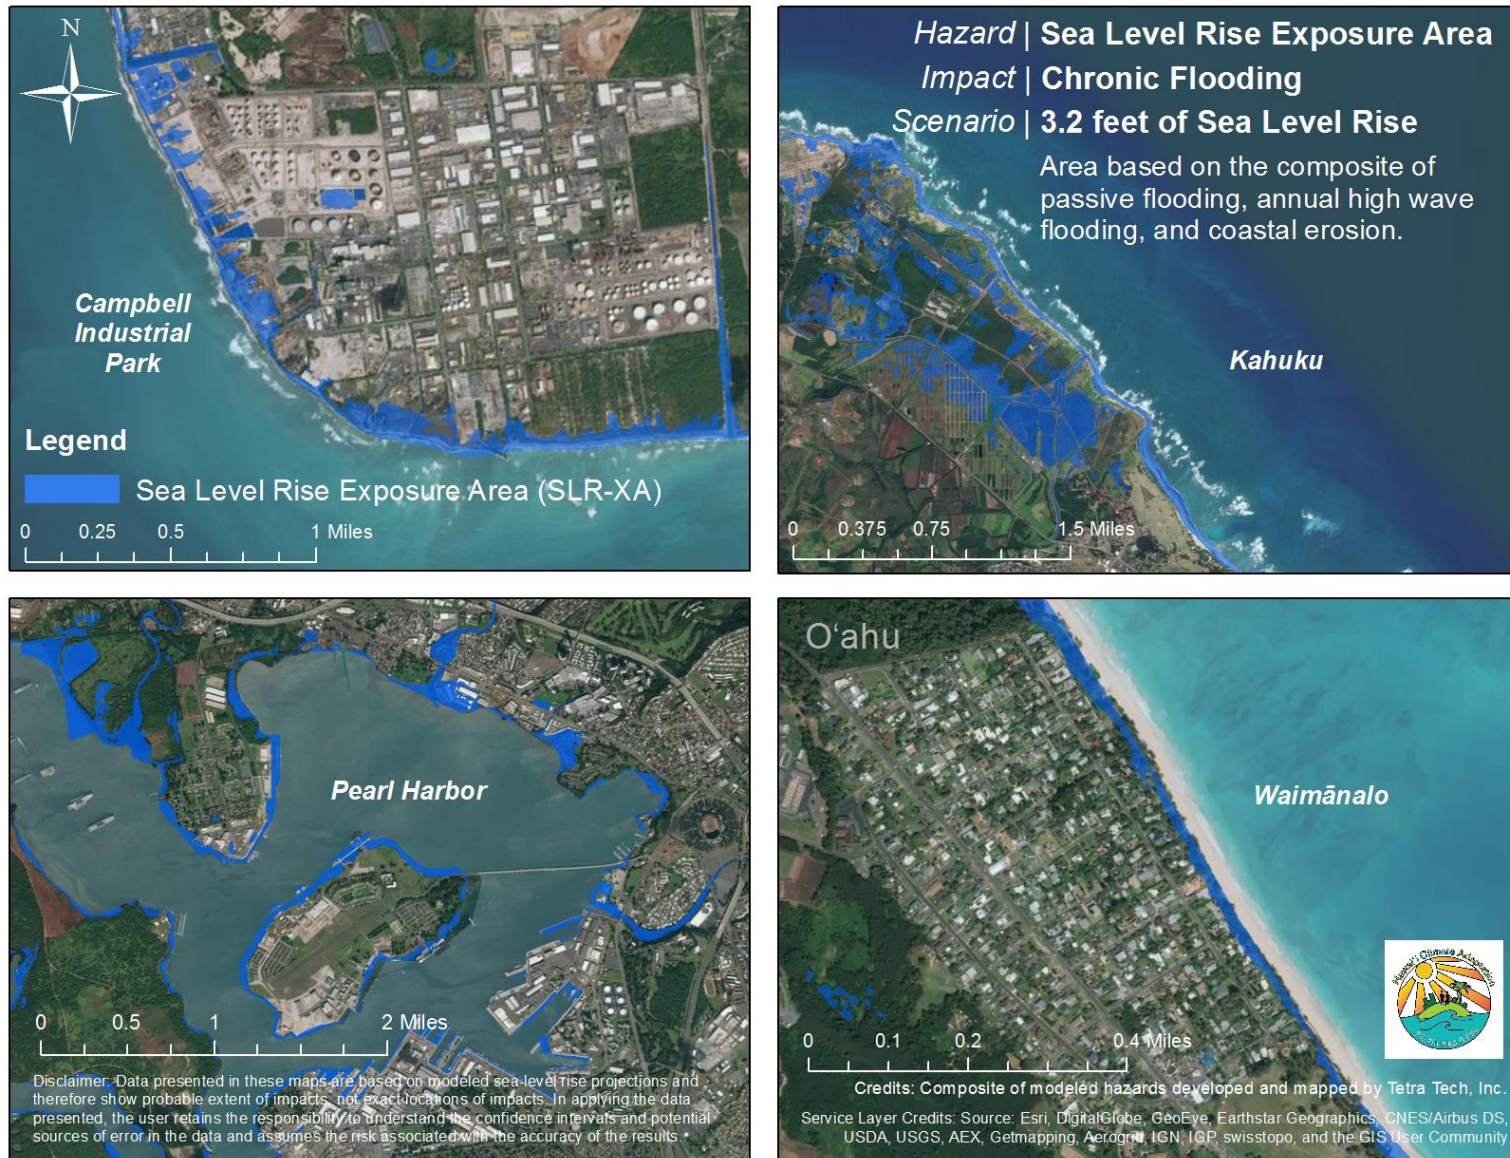 N
Campbell
Industrial
Park
Legend
Sea Level Rise Exposure Area (SLR-XA)
0 0.25 0.5 1 Miles
Hazard | Sea Level Rise Exposure Area
Impact | Chronic Flooding
Scenario | 3.2 feet of Sea Level Rise
Area based on the composite of
passive flooding, annual high wave
flooding, and coastal erosion.
Kahuku
0 0.375 0.75 1.5 Miles
Pearl Harbor
0 0.5 1 2 Miles
Disclaimer: Data presented in these maps are based on modeled sea-level rise projections and
therefore show probable extent of impacts, not exact locations of impacts. In applying the data
presented, the user retains the responsibility to understand the confidence intervals and potential
sources of error in the data and assumes the risk associated with the accuracy of the results.
Oʻahu
Waimānalo
0 0.1 0.2 0.4 Miles
Hawaiʻi Climate Adaptation
Credits: Composite of modeled hazards developed and mapped by Tetra Tech, Inc.
Service Layer Credits: Source: Esri, DigitalGlobe, GeoEye, Earthstar Geographics, CNES/Airbus DS,
USDA, USGS, AEX, Getmapping, Aerogrid, IGN, IGP, swisstopo, and the GIS User Community